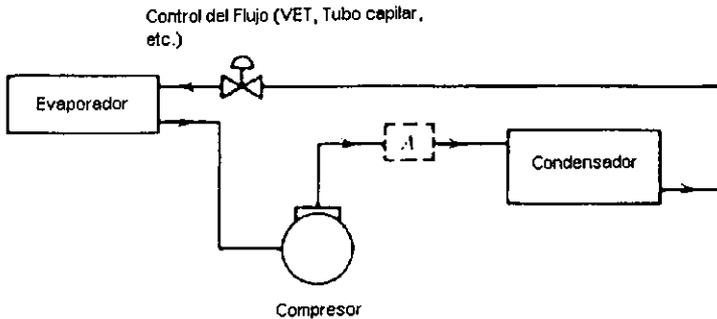 Control del Flujo (VET, Tubo capilar,
etc.)
Evaporador
A
Condensador
Compresor